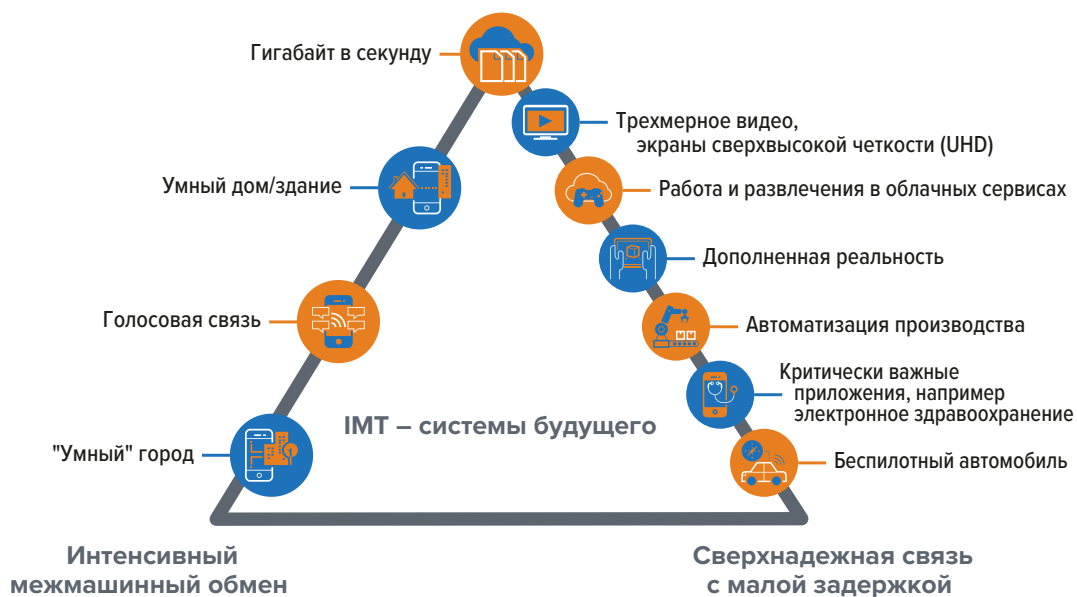 Гигабайт в секунду
Трехмерное видео,
экраны сверхвысокой четкости (UHD)
Умный дом/здание
Работа и развлечения в облачных сервисах
Дополненная реальность
Голосовая связь
Автоматизация производства
Критически важные
приложения, например
электронное здравоохранение
IMT – системы будущего
"Умный" город
Беспилотный автомобиль
Интенсивный
межмашинный обмен
Сверхнадежная связь
с малой задержкой